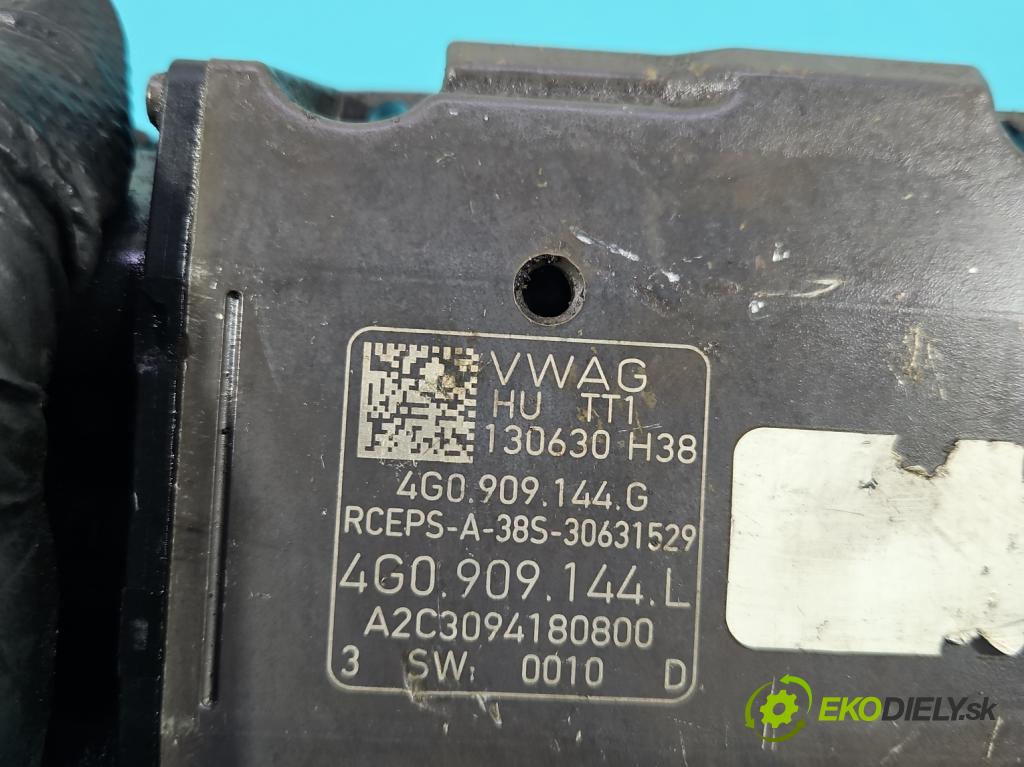 VWAG
HU TT1
130630 H38
4G0.909.144.G
RCEPS-A-38S-30631529
4G0.909.144.L
A2C3094180800
3 SW: 0010 D
EKODIELY.sk